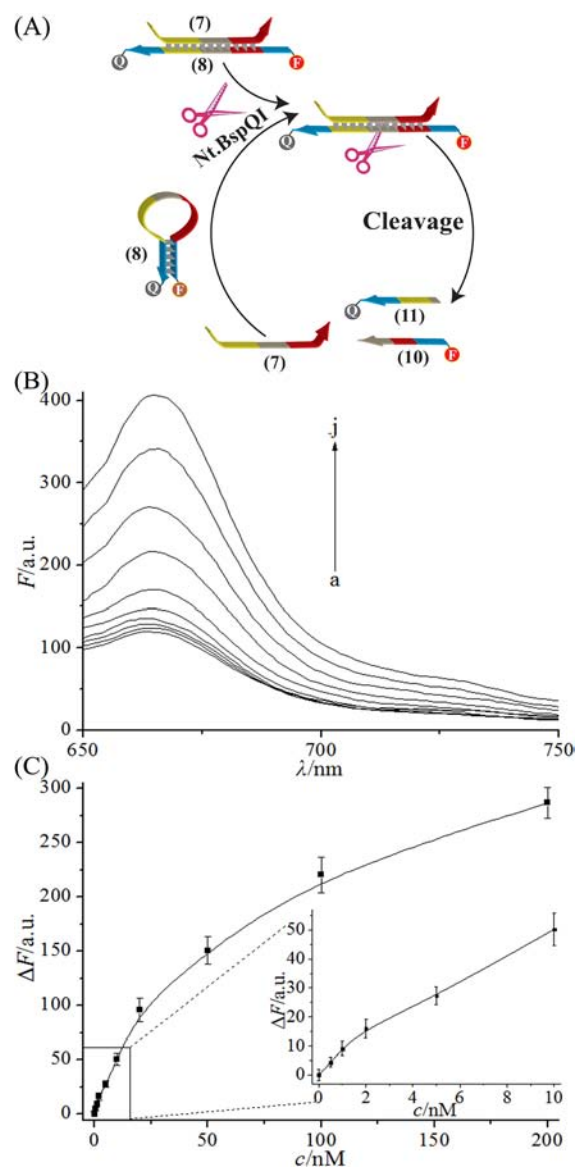 (A)
(7)
(8)
Q
F
Nt.BspQI
Q
F
Cleavage
(8)
Q
F
Q
(11)
(7)
(10)
F
(B)
400
300
200
100
0
F/a.u.
j
a
650
700
750
λ/nm
(C)
300
250
200
150
100
50
0
ΔF/a.u.
50
40
30
20
10
0
ΔF/a.u.
0
2
4
6
8
10
c/nM
0
50
100
150
200
c/nM